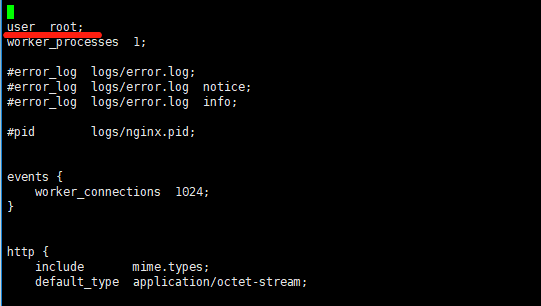 user  root;
worker_processes  1;
#error_log  logs/error.log;
#error_log  logs/error.log  notice;
#error_log  logs/error.log  info;
#pid        logs/nginx.pid;
events {
    worker_connections  1024;
}
http {
    include       mime.types;
    default_type  application/octet-stream;